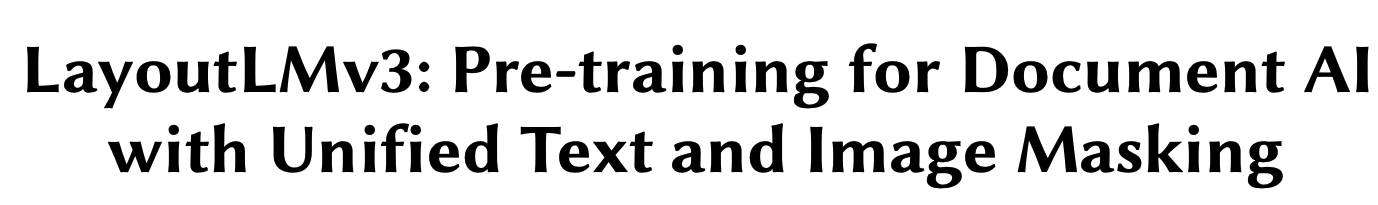 LayoutLMv3: Pre-training for Document AI
with Unified Text and Image Masking